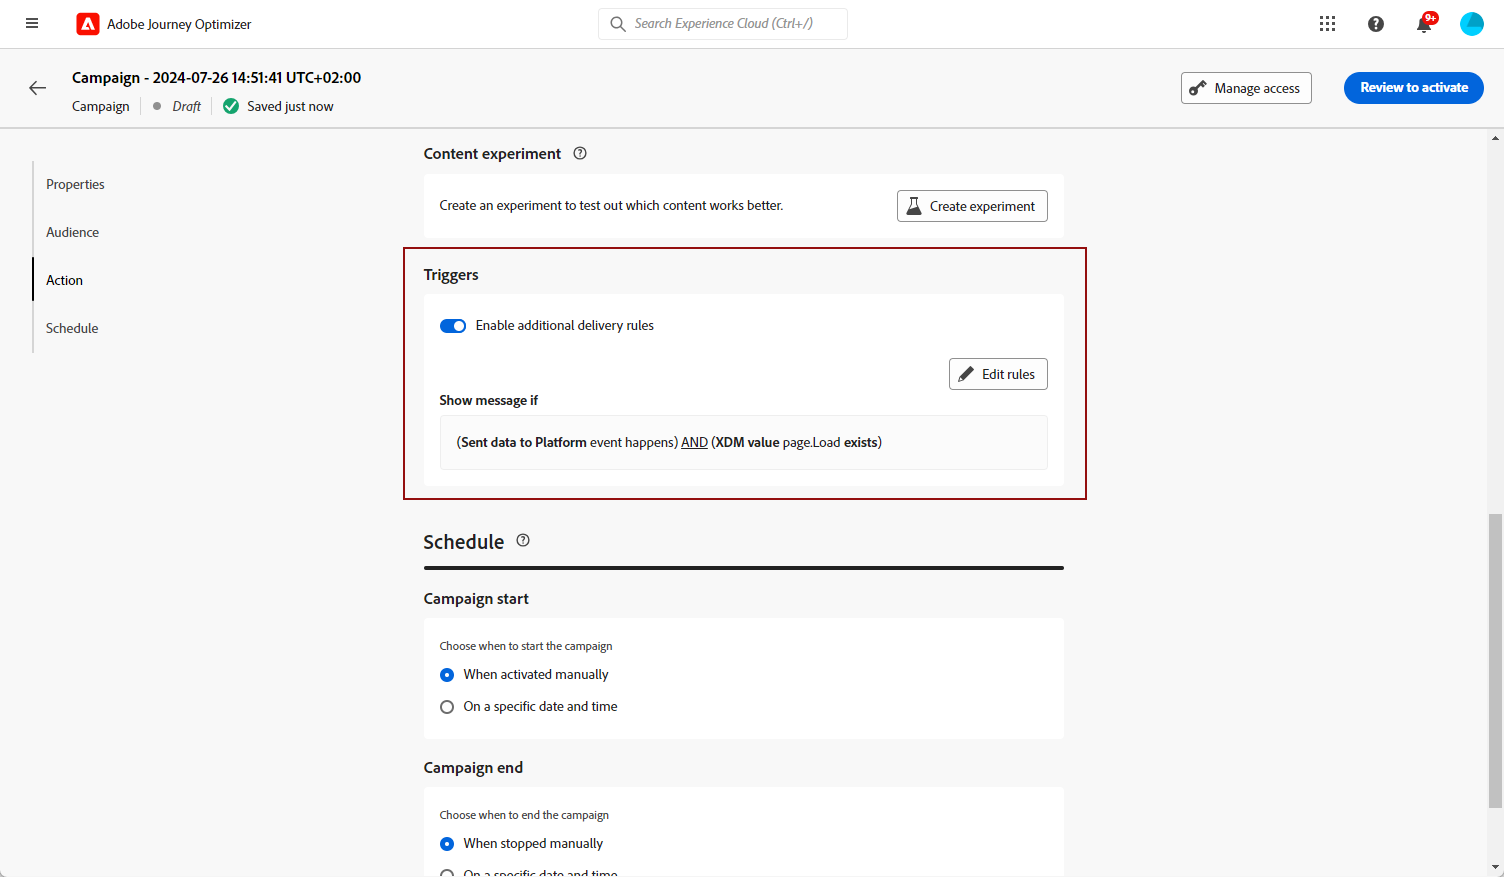 Adobe Journey Optimizer
Search Experience Cloud (Ctrl+/)
9+
Campaign - 2024-07-26 14:51:41 UTC+02:00
Campaign
Draft
Saved just now
Manage access
Review to activate
Properties
Audience
Action
Schedule
Content experiment
Create an experiment to test out which content works better.
Create experiment
Triggers
Enable additional delivery rules
Edit rules
Show message if
(Sent data to Platform event happens) AND (XDM value page.Load exists)
Schedule
Campaign start
Choose when to start the campaign
When activated manually
On a specific date and time
Campaign end
Choose when to end the campaign
When stopped manually
On a specific date and time